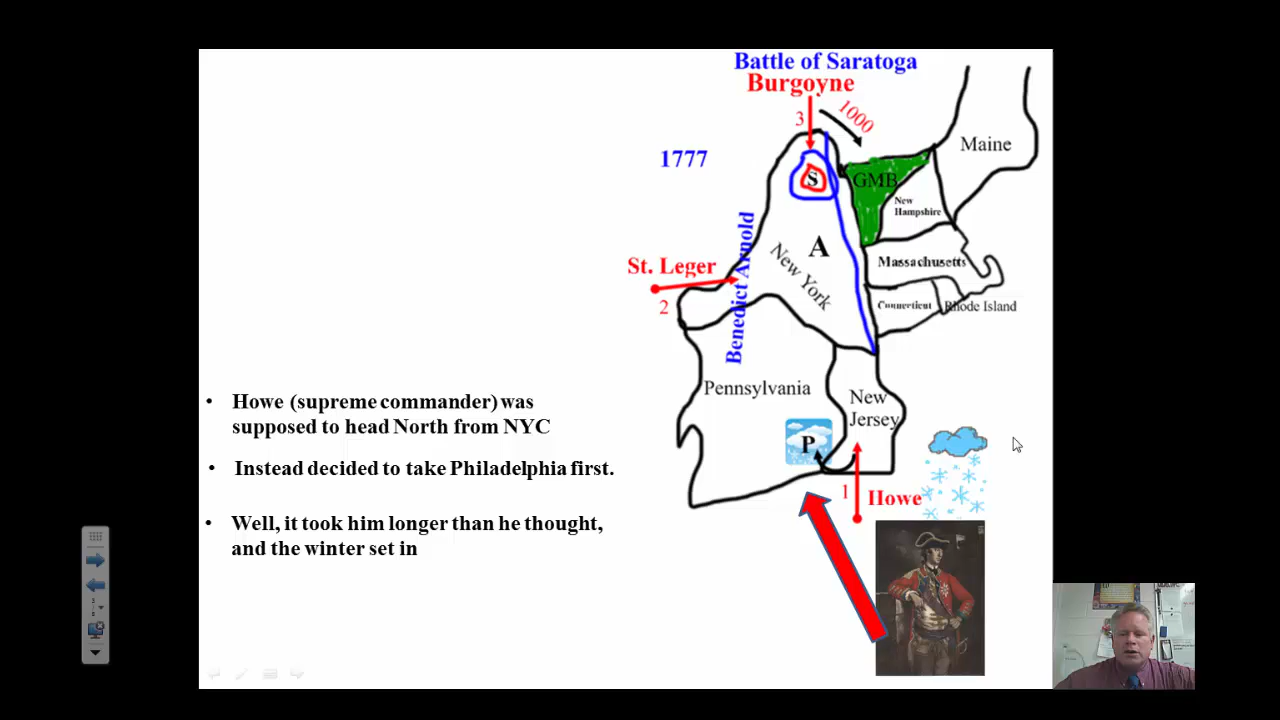 Battle of Saratoga
Burgoyne
3
1000
1777
Maine
S
GMB
New
Hampshire
Benedict Arnold
A
St. Leger
2
New York
Massachusetts
Connecticut
Rhode Island
Pennsylvania
New
Jersey
P
1
Howe
• Howe (supreme commander) was
supposed to head North from NYC
• Instead decided to take Philadelphia first.
• Well, it took him longer than he thought,
and the winter set in